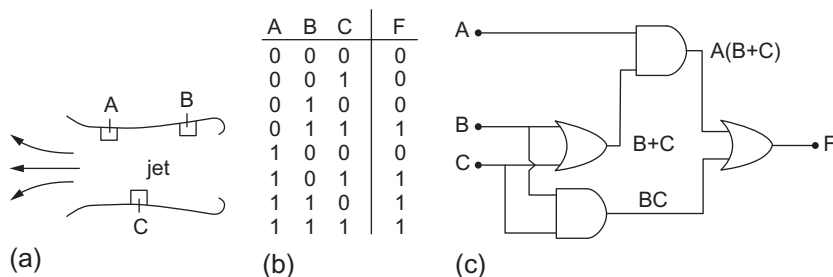 A
B
jet
C
(a)
A B C F
0 0 0 0
0 0 1 0
0 1 0 0
0 1 1 1
1 0 0 0
1 0 1 1
1 1 0 1
1 1 1 1
(b)
A
A(B+C)
B
C
B+C
F
BC
(c)